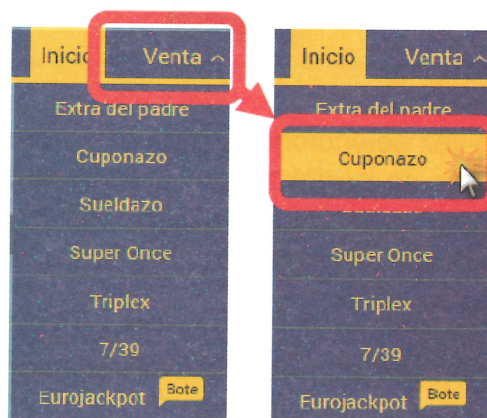 Inicio Venta
Extra del padre
Cuponazo
Sueldazo
Super Once
Triplex
7/39
Eurojackpot Bote
Inicio Venta
Extra del padre
Cuponazo
Super Once
Triplex
7/39
Eurojackpot Bote